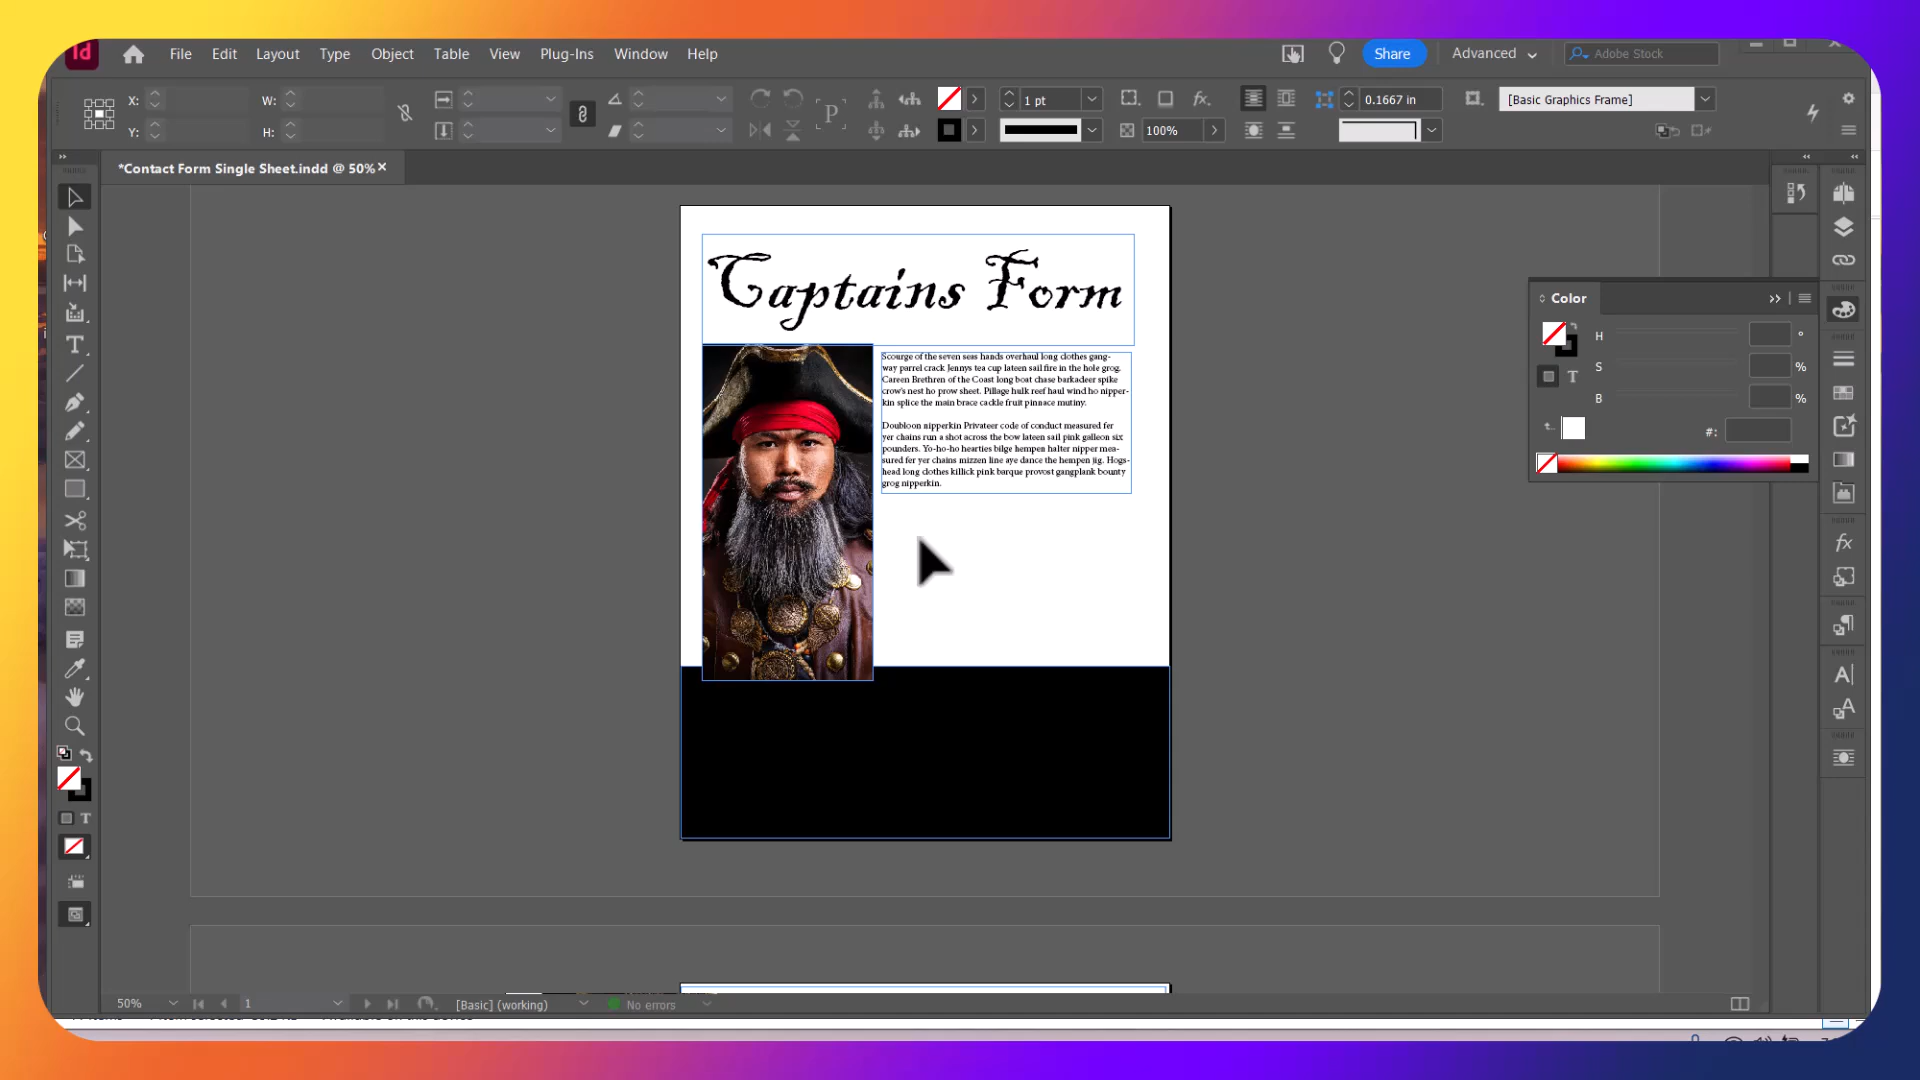 Id
File Edit Layout Type Object Table View Plug-Ins Window Help
Share
Advanced
Adobe Stock
X: W: 1 pt 0.1667 in [Basic Graphics Frame]
Y: H: P fx. 100%
*Contact Form Single Sheet.indd @ 50% ×
Captains Form
Scourge of the seven seas hands overhaul long clothes gang-
way parrel crack Jennys tea cup lateen sail fire in the hole grog.
Careen Brethren of the Coast long boat chase barkadeer spike
crow's nest ho prow sheet. Pillage hulk reef haul wind ho nipper-
kin splice the main brace cackle fruit pinnace mutiny.
Doubloon nipperkin Privateer code of conduct measured fer
yer chains run a shot across the bow lateen sail pink galleon six
pounders. Yo-ho-ho hearties bilge hempen halter nipper mea-
sured fer yer chains mizzen line aye dance the hempen jig. Hogs-
head long clothes killick pink barque provost gangplank bounty
grog nipperkin.
Color
H °
S %
T
B %
#:
fx
T
A
A
T
50% 1 [Basic] (working) No errors